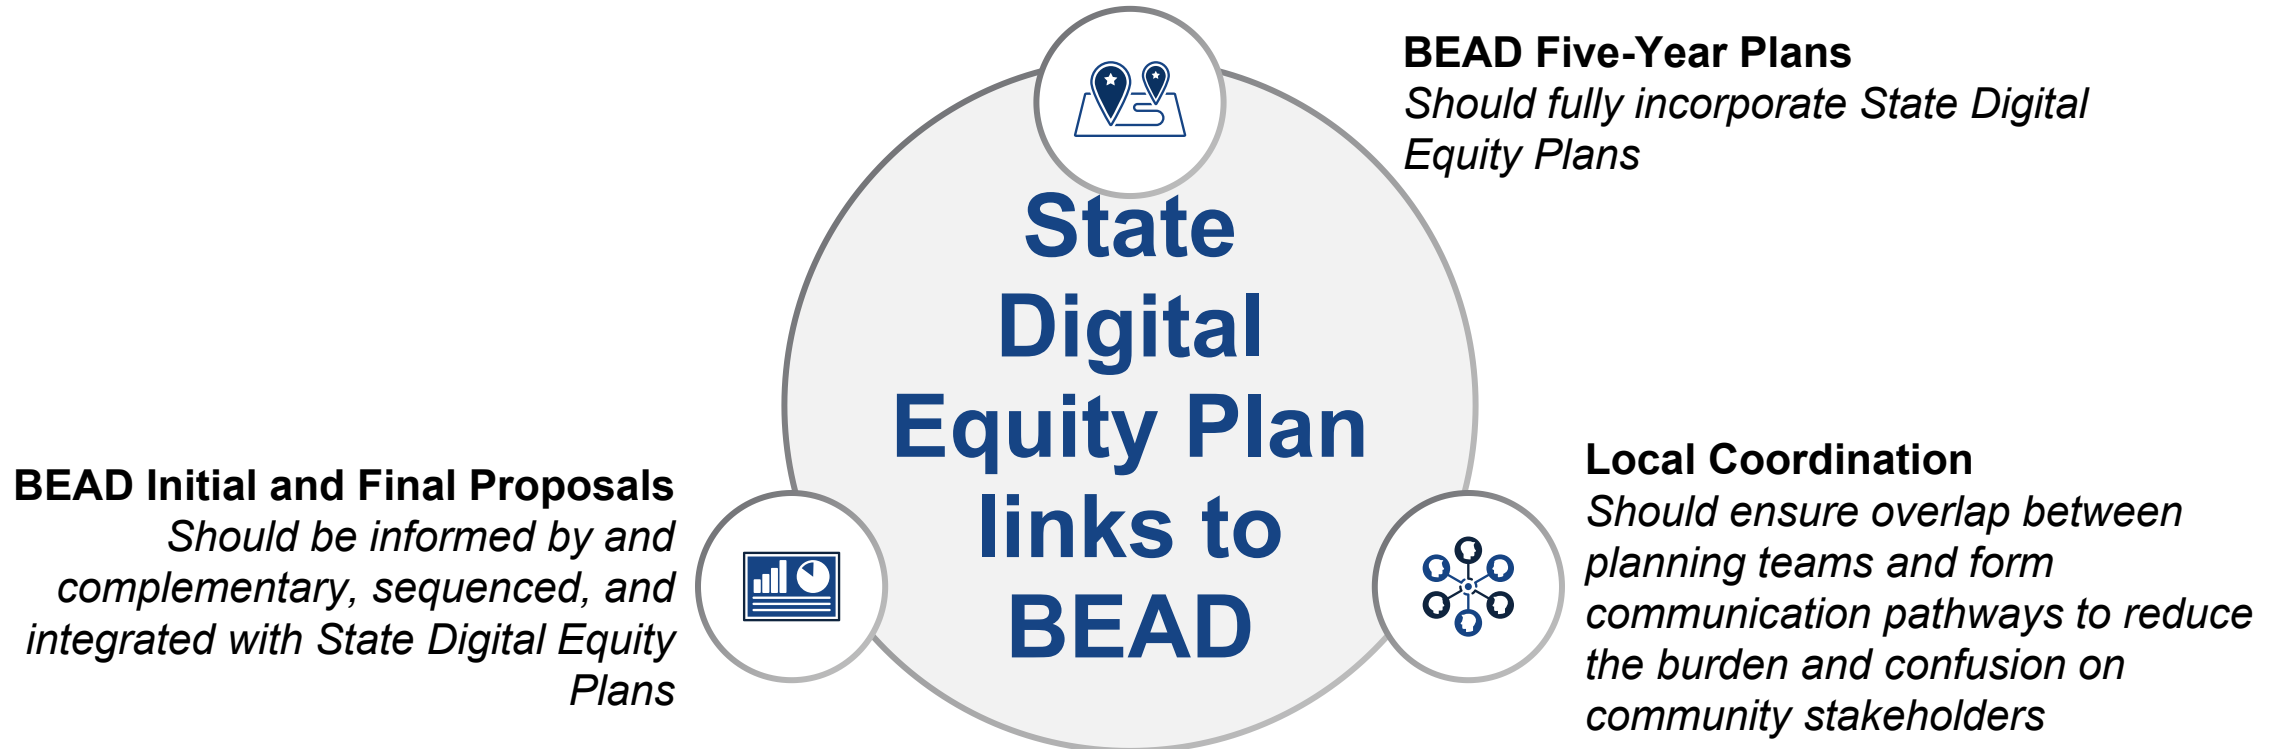 BEAD Five-Year Plans
Should fully incorporate State Digital
Equity Plans
State
Digital
Equity Plan
links to
BEAD
BEAD Initial and Final Proposals
Should be informed by and
complementary, sequenced, and
integrated with State Digital Equity
Plans
Local Coordination
Should ensure overlap between
planning teams and form
communication pathways to reduce
the burden and confusion on
community stakeholders